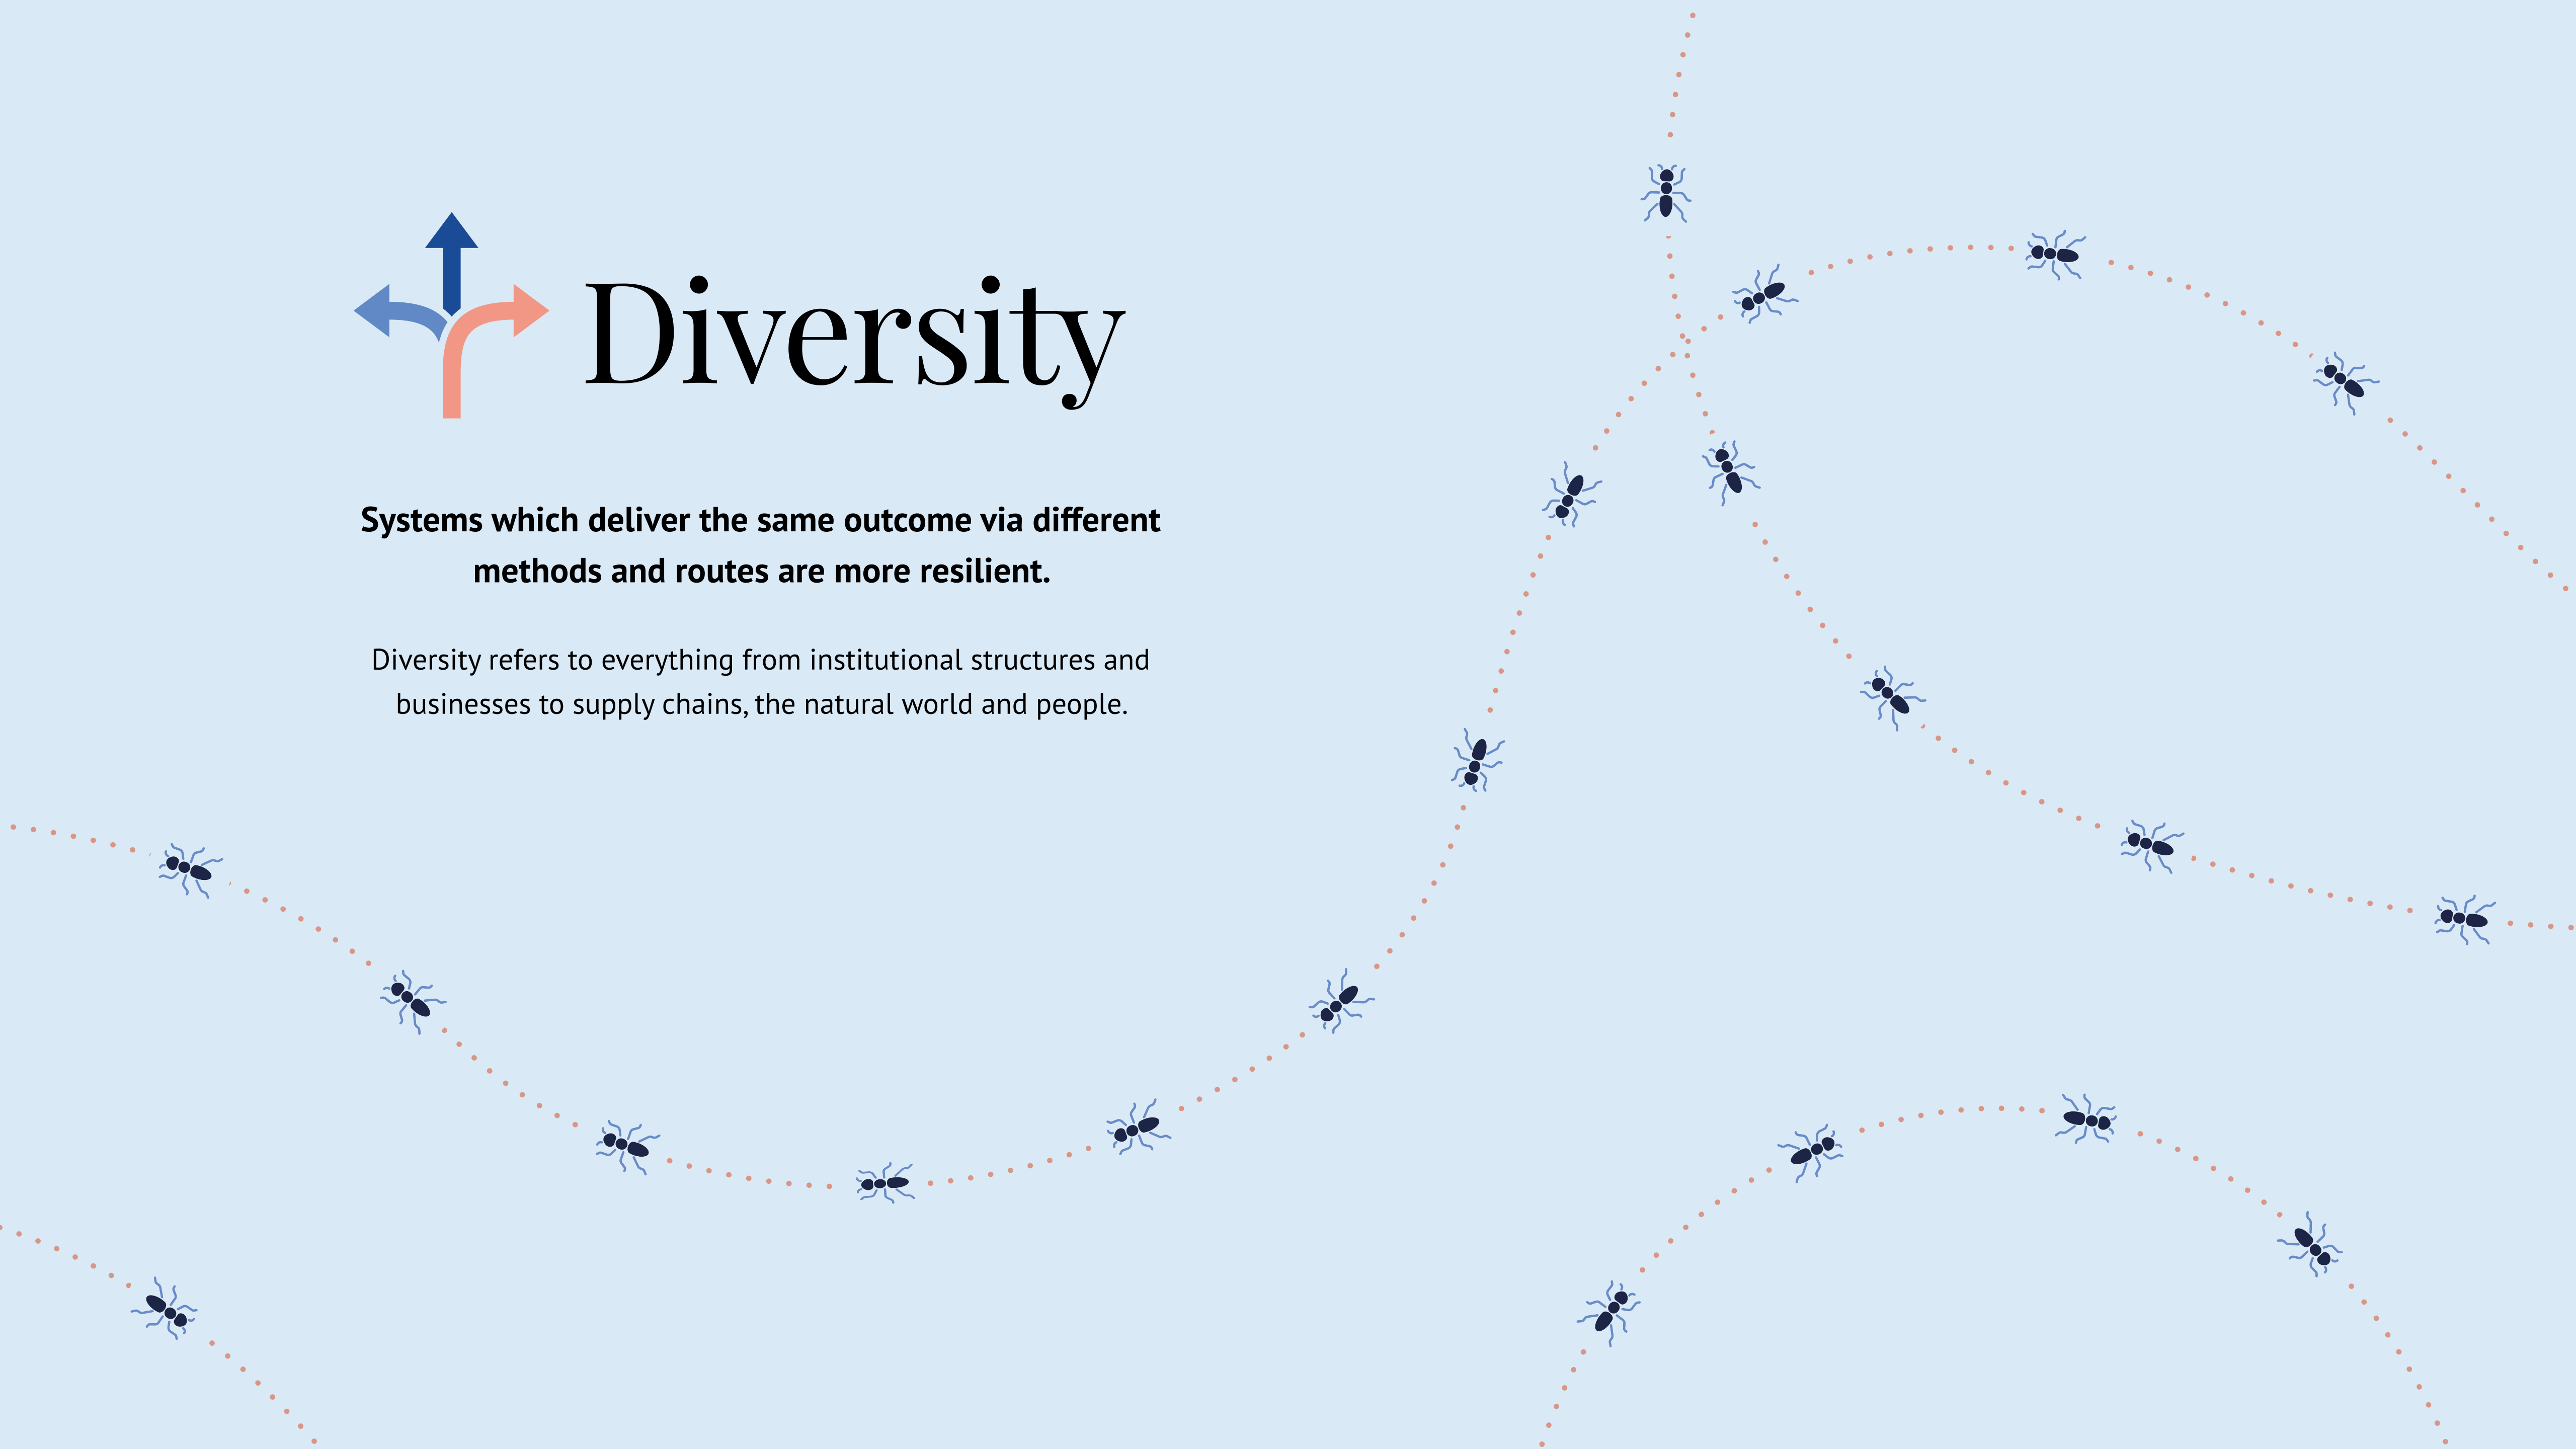 Diversity
Systems which deliver the same outcome via different
methods and routes are more resilient.
Diversity refers to everything from institutional structures and
businesses to supply chains, the natural world and people.